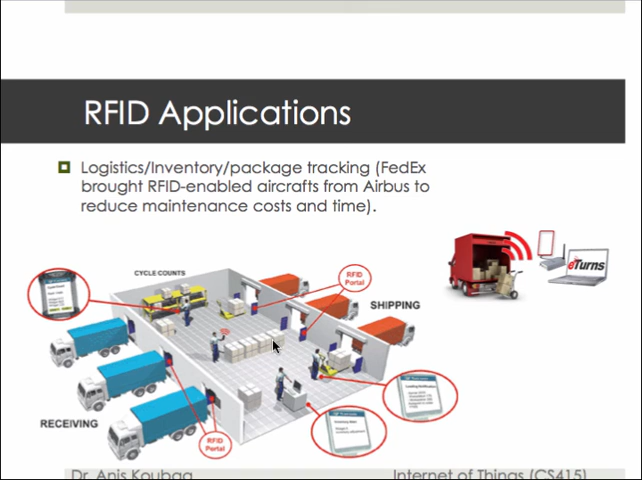 RFID Applications
Logistics/Inventory/package tracking (FedEx
brought RFID-enabled aircrafts from Airbus to
reduce maintenance costs and time).
CYCLE COUNTS
RFID
Portal
SHIPPING
eTurns
RECEIVING
RFID
Portal
Dr. Anis Koubaa
Internet of Things (CS415)